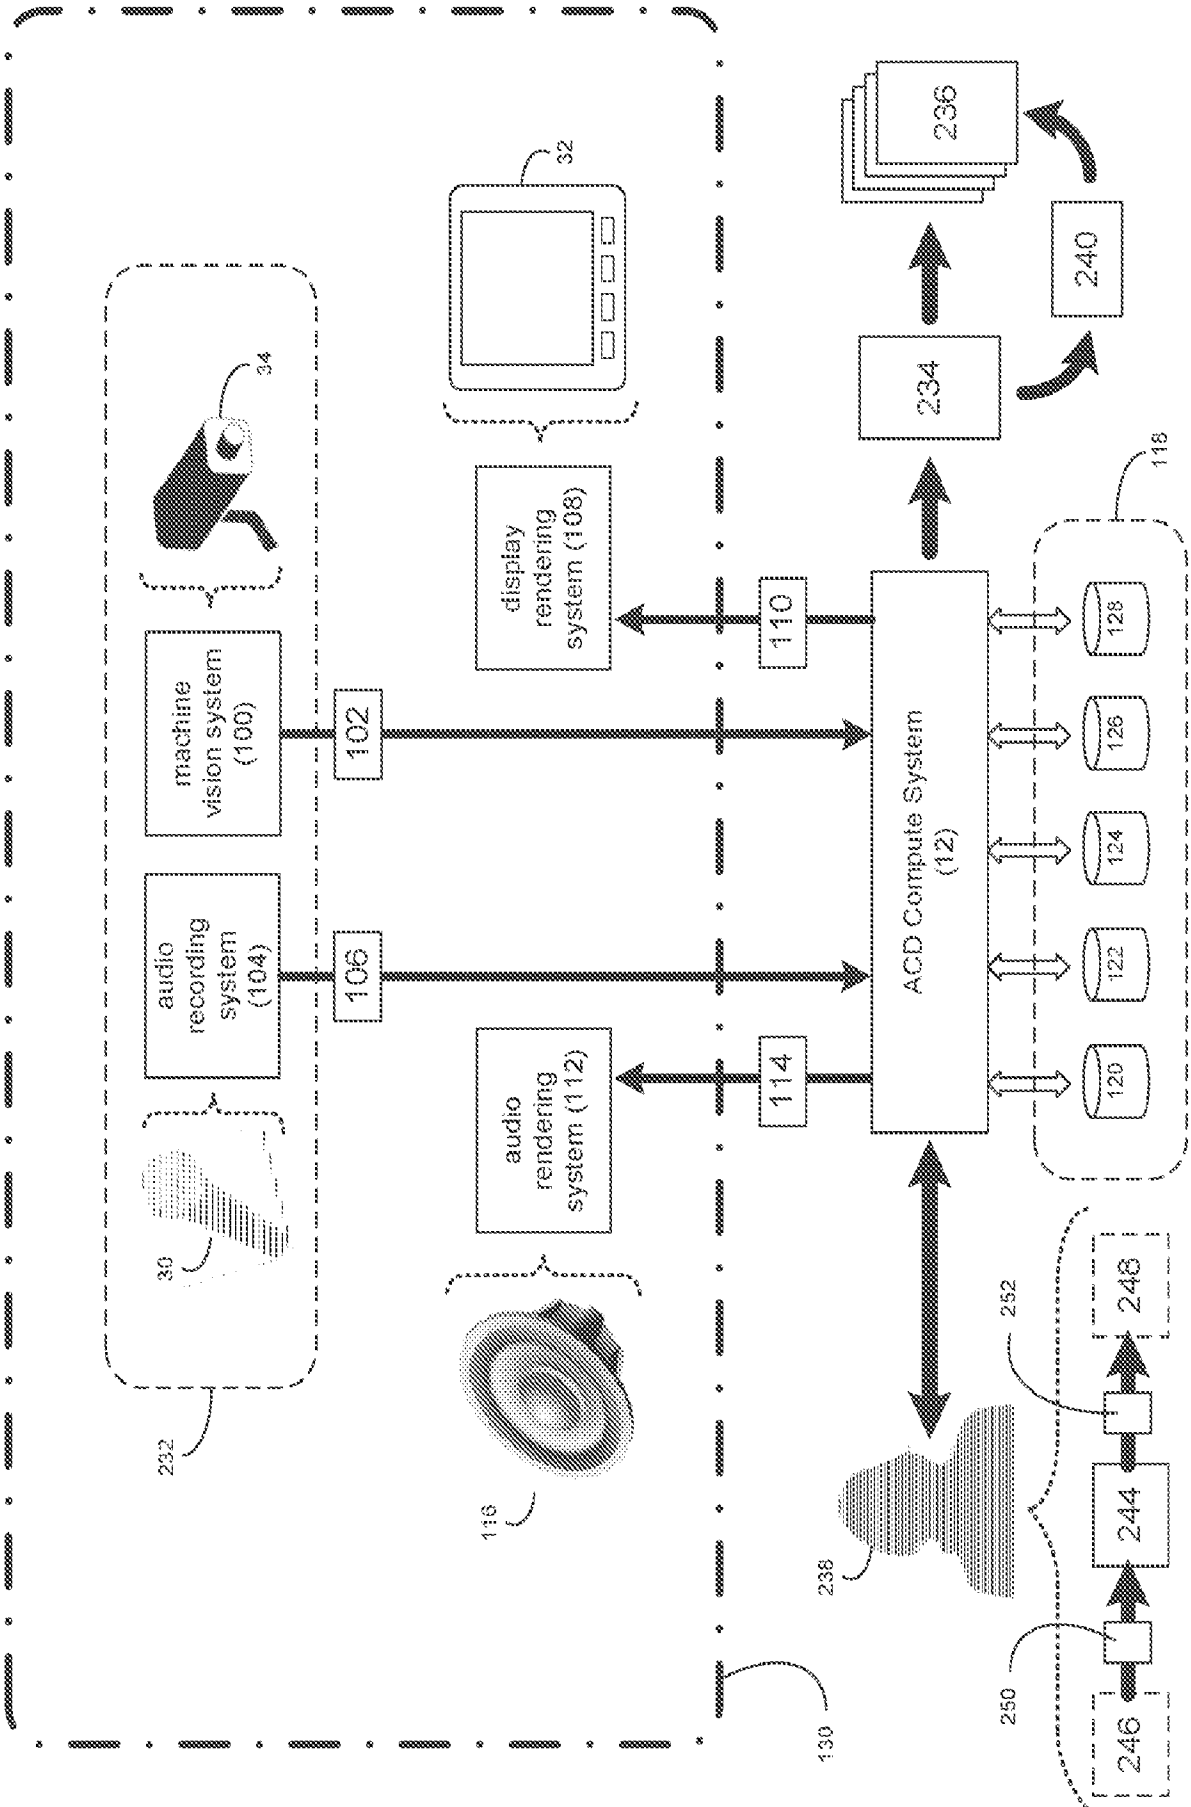 232
30
audio
recording
system
(104)
machine
vision system
(100)
34
106
102
116
audio
rendering
system (112)
display
rendering
system (108)
32
114
110
130
238
ACD Compute System
(12)
234
236
240
250
252
246
244
248
120
122
124
126
128
118